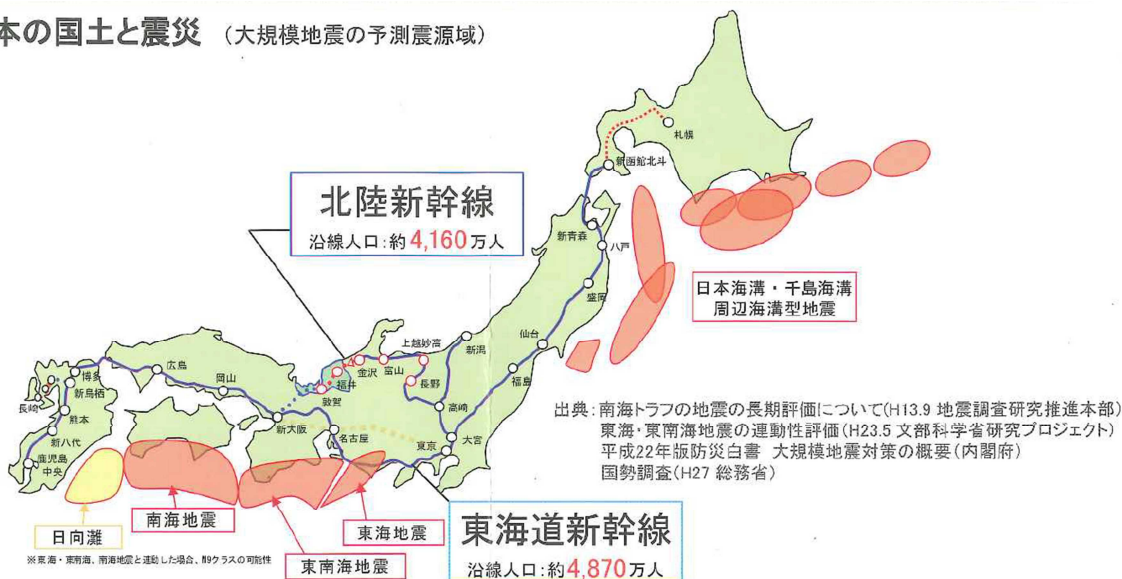 本の国土と震災 (大規模地震の予測震源域)
札幌
新函館北斗
北陸新幹線
沿線人口:約4,160万人
新青森
八戸
日本海溝・千島海溝
周辺海溝型地震
盛岡
仙台
上越妙高
新潟
広島
博多
金沢
富山
福島
新鳥栖
岡山
福井
長野
長崎
敦賀
高崎
熊本
新大阪
名古屋
東京
大宮
新八代
鹿児島
中央
出典:南海トラフの地震の長期評価について(H13.9 地震調査研究推進本部)
東海・東南海地震の連動性評価(H23.5 文部科学省研究プロジェクト)
平成22年版防災白書 大規模地震対策の概要(内閣府)
国勢調査(H27 総務省)
日向灘
南海地震
東海地震
東南海地震
※東海・東南海、南海地震と連動した場合、M9クラスの可能性
東海道新幹線
沿線人口:約4,870万人